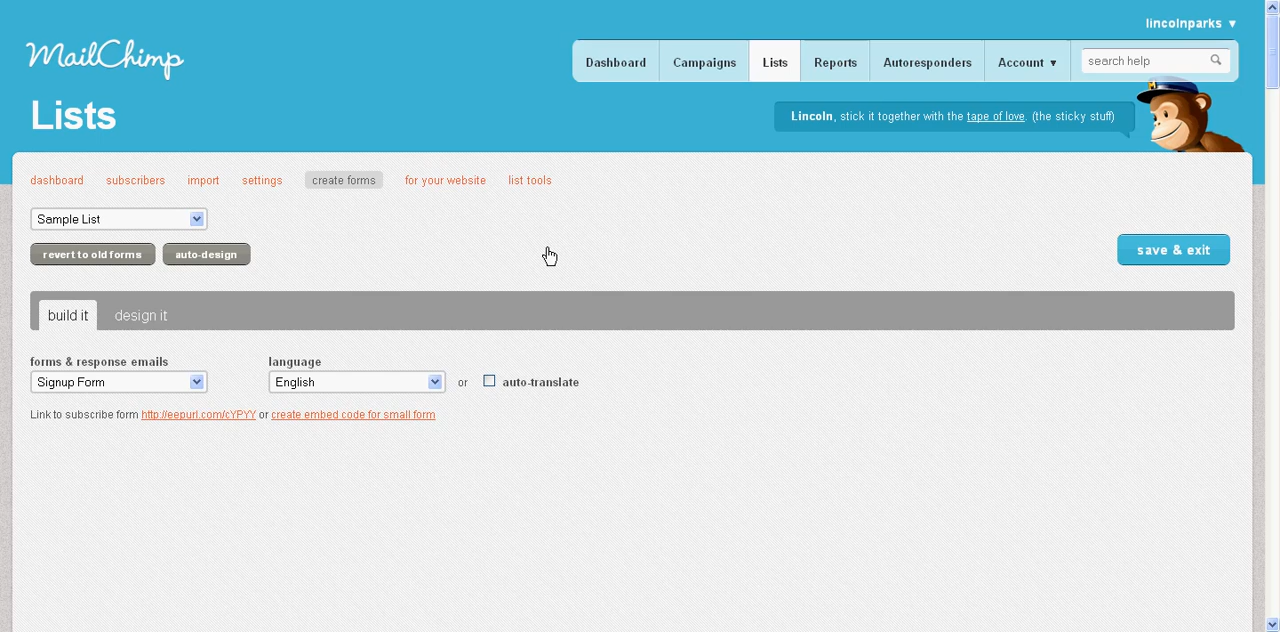 lincolnparks ▼
MailChimp
Dashboard Campaigns Lists Reports Autoresponders Account ▼ search help
Lists
Lincoln, stick it together with the tape of love. (the sticky stuff)
dashboard subscribers import settings create forms for your website list tools
Sample List
revert to old forms auto-design save & exit
build it design it
forms & response emails language
Signup Form English or auto-translate
Link to subscribe form http://eepurl.com/cYPYY or create embed code for small form